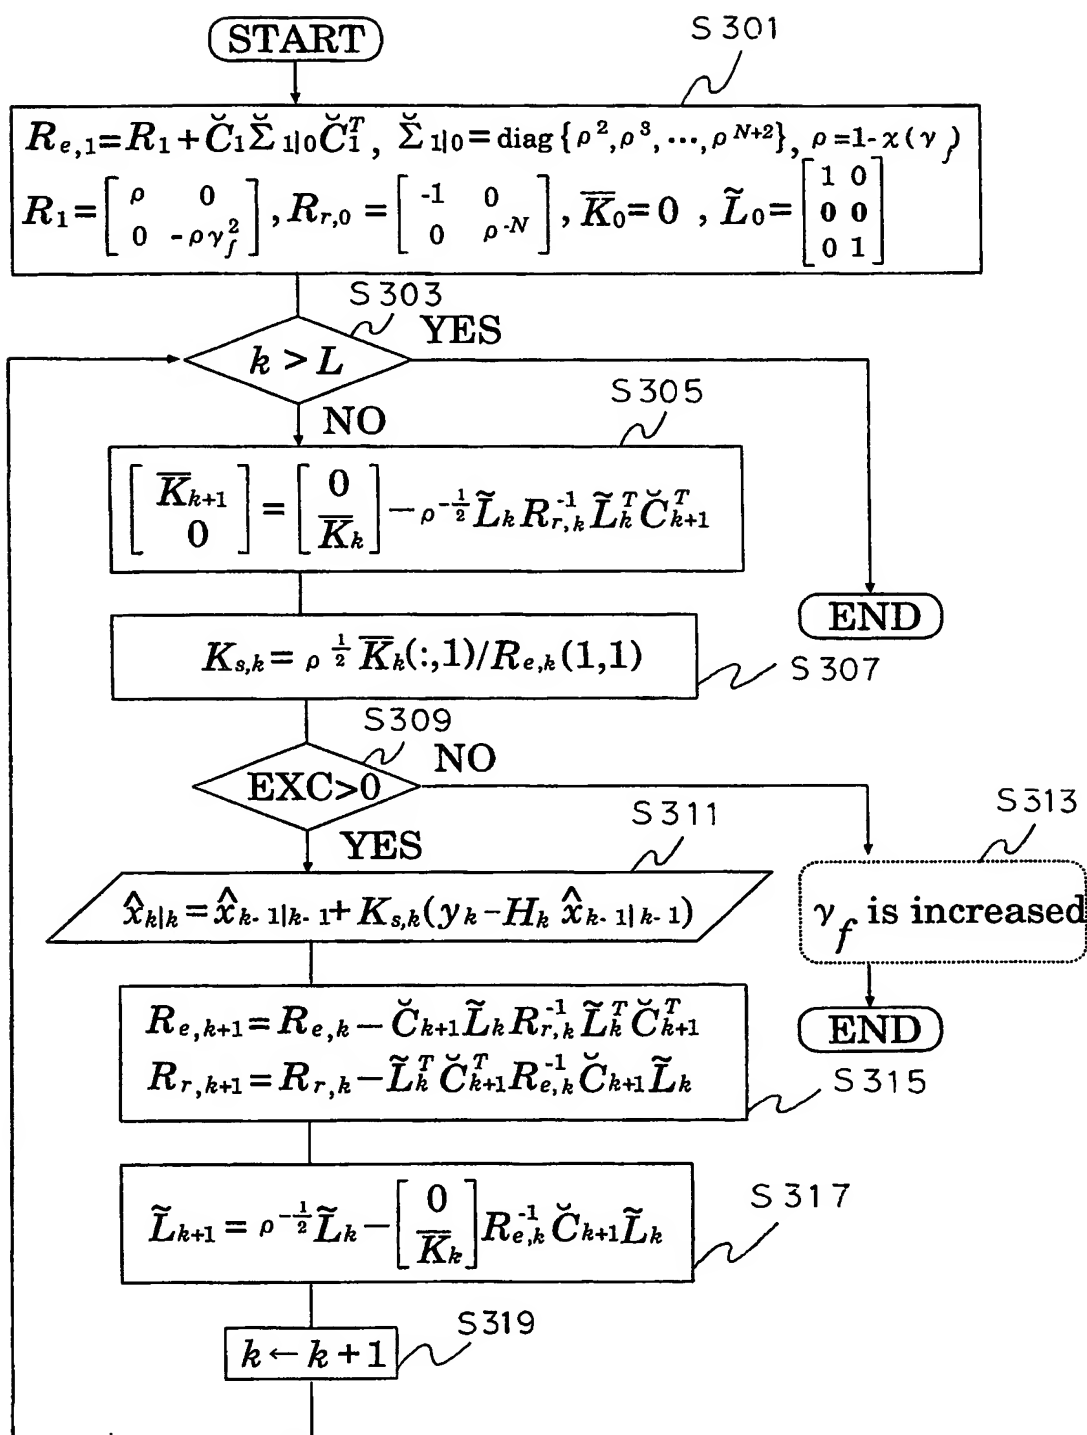 START
S301
R_{e,1}=R_1+C̆_1Σ̆_{1|0}C̆_1^T, Σ̆_{1|0}=diag{ρ^2,ρ^3,…,ρ^{N+2}}, ρ=1-χ(γ_f)
R_1=[ρ 0; 0 -ργ_f^2], R_{r,0}=[-1 0; 0 ρ^{-N}], K̅_0=0, L̃_0=[1 0; 0 0; 0 1]
S303
k > L
YES
NO
S305
[K̅_{k+1}; 0]=[0; K̅_k]-ρ^{-1/2}L̃_kR_{r,k}^{-1}L̃_k^TC̆_{k+1}^T
END
K_{s,k}=ρ^{1/2}K̅_k(:,1)/R_{e,k}(1,1)
S307
S309
EXC>0
NO
YES
S311
x̂_{k|k}=x̂_{k-1|k-1}+K_{s,k}(y_k-H_k x̂_{k-1|k-1})
S313
γ_f is increased
END
R_{e,k+1}=R_{e,k}-C̆_{k+1}L̃_kR_{r,k}^{-1}L̃_k^TC̆_{k+1}^T
R_{r,k+1}=R_{r,k}-L̃_k^TC̆_{k+1}^TR_{e,k}^{-1}C̆_{k+1}L̃_k
S315
L̃_{k+1}=ρ^{-1/2}L̃_k-[0; K̅_k]R_{e,k}^{-1}C̆_{k+1}L̃_k
S317
k←k+1
S319